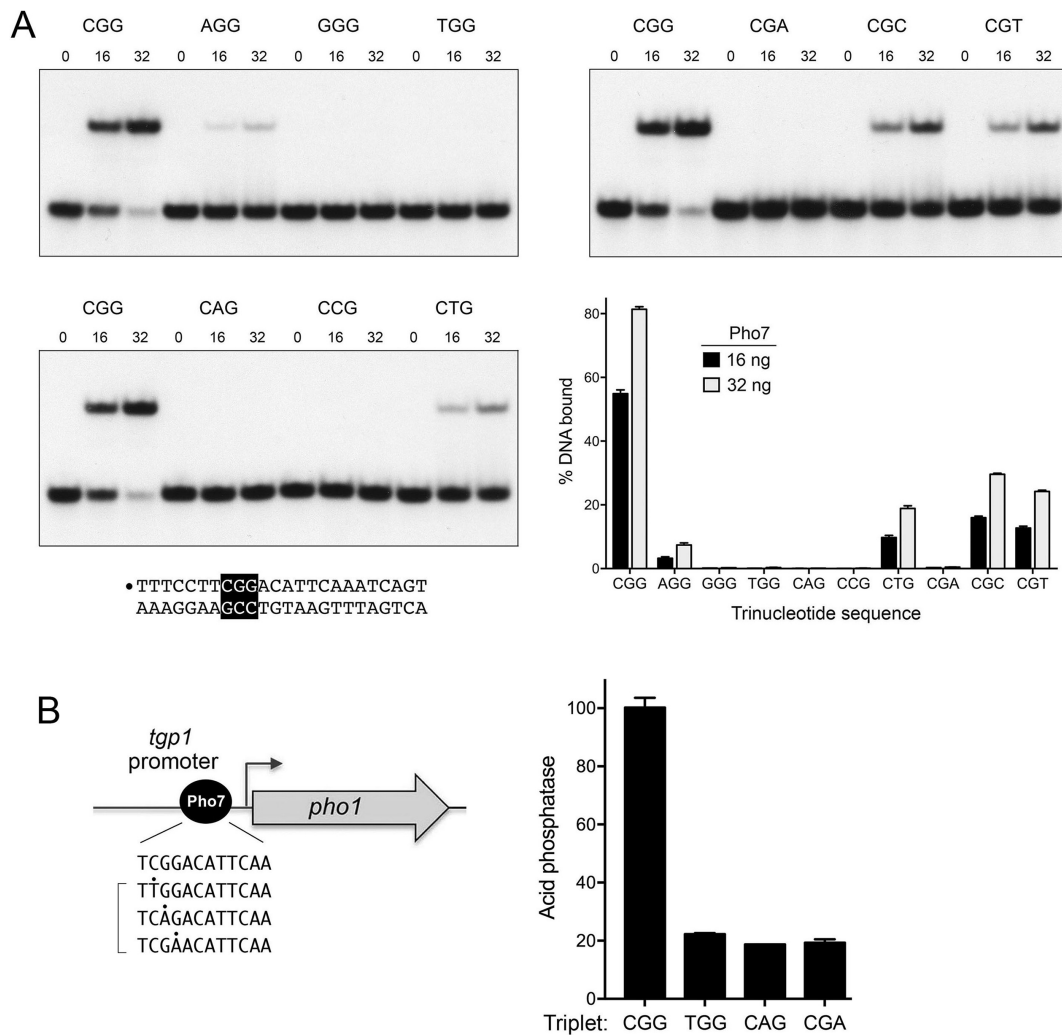 A
CGG AGG GGG TGG
0 16 32 0 16 32 0 16 32 0 16 32
CGG CGA CGC CGT
0 16 32 0 16 32 0 16 32 0 16 32
CGG CAG CCG CTG
0 16 32 0 16 32 0 16 32 0 16 32
•TTTCCTTCGGACATTCAAATCAGT
AAAGGAAGCCTGTAAGTTTAGTCA
% DNA bound
80
60
40
20
0
Pho7
16 ng
32 ng
CGG AGG GGG TGG CAG CCG CTG CGA CGC CGT
Trinucleotide sequence
B
tgp1
promoter
Pho7
pho1
TCGGACATTCAA
TTGGACATTCAA
TCAGACATTCAA
TCGAACATTCAA
Acid phosphatase
100
80
60
40
20
0
Triplet: CGG TGG CAG CGA